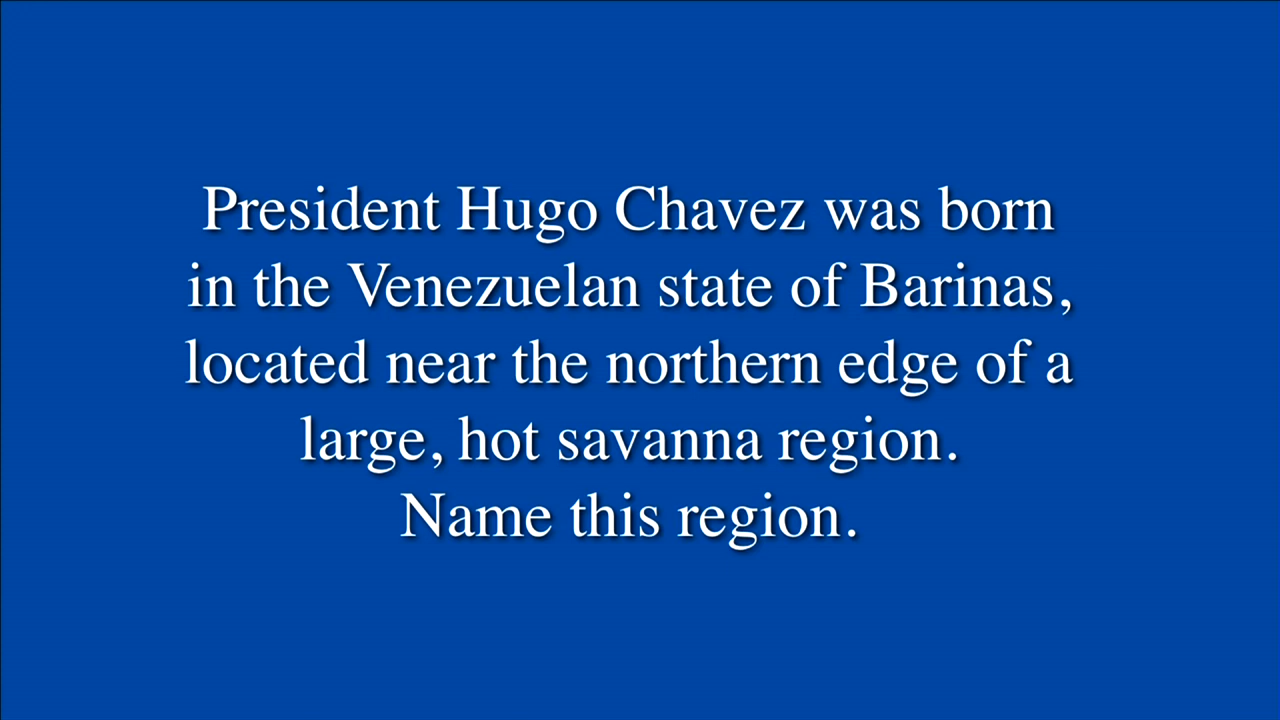 President Hugo Chavez was born
in the Venezuelan state of Barinas,
located near the northern edge of a
large, hot savanna region.
Name this region.